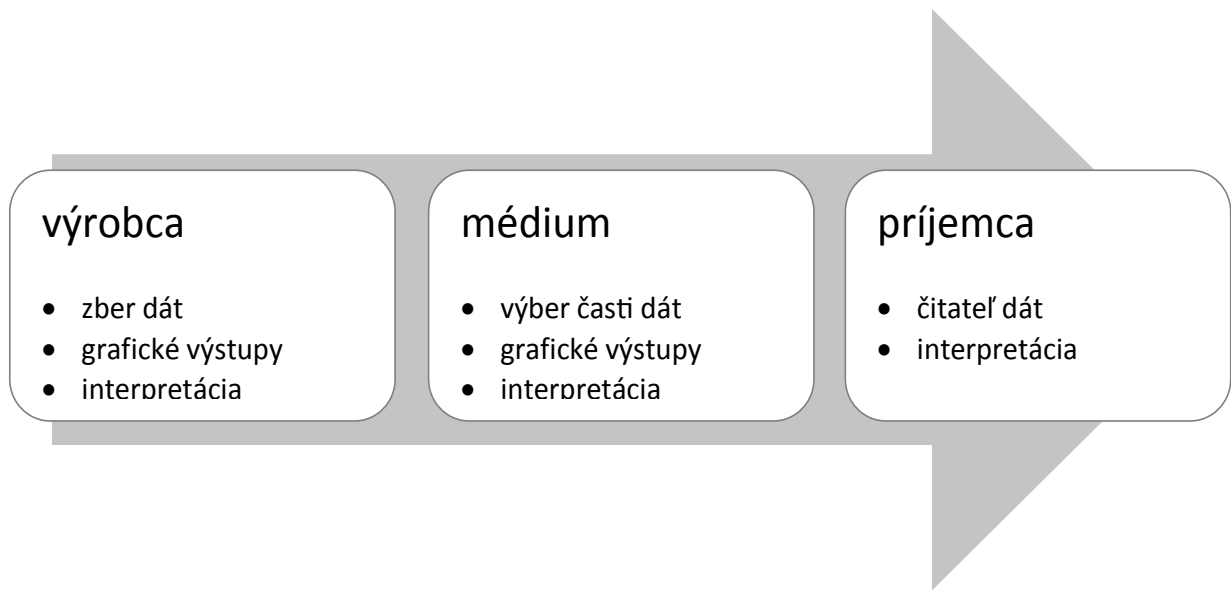 výrobca
• zber dát
• grafické výstupy
• interpretácia
médium
• výber časti dát
• grafické výstupy
• interpretácia
príjemca
• čitateľ dát
• interpretácia